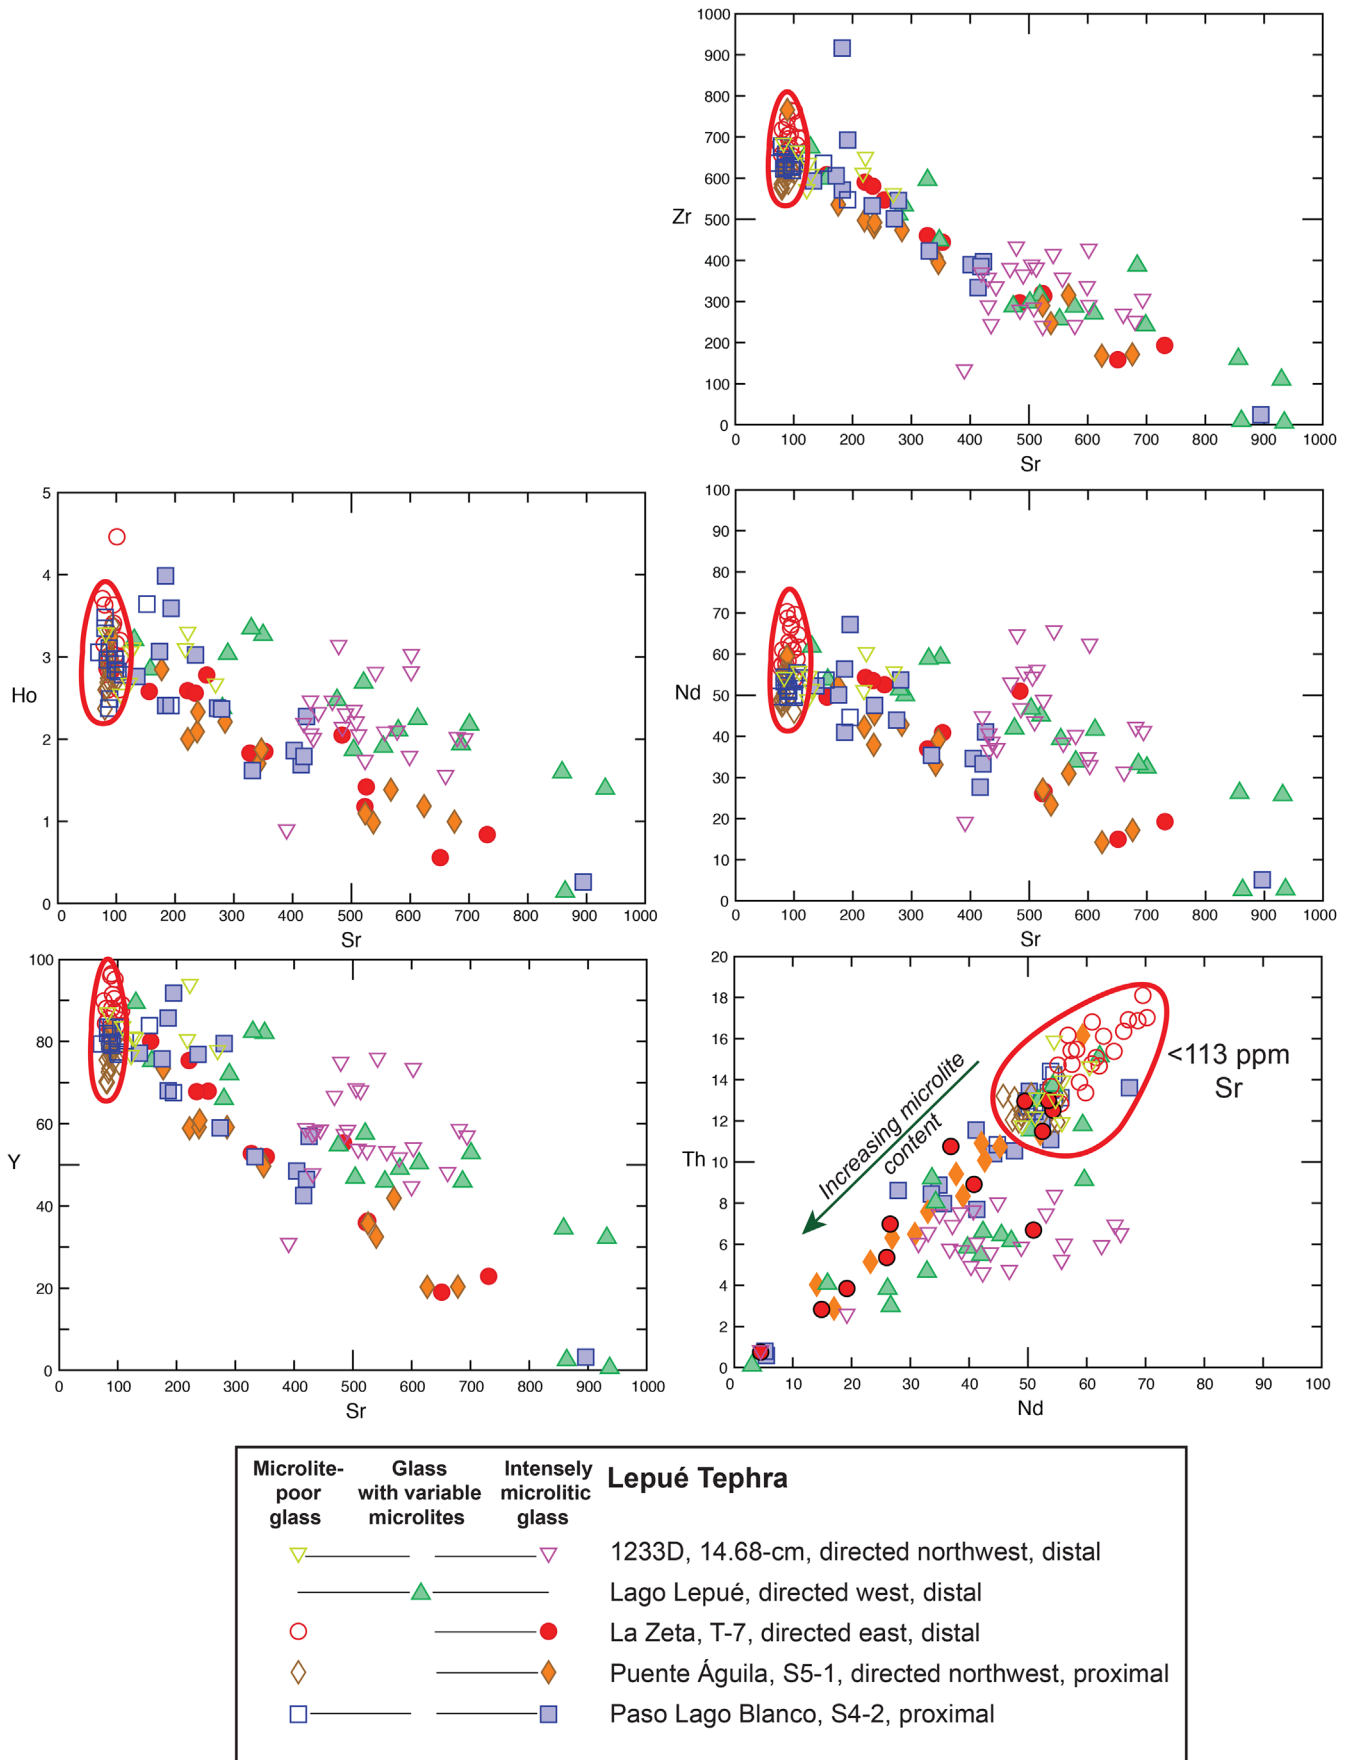 1000
900
800
700
600
500
400
300
200
100
0
Zr
0 100 200 300 400 500 600 700 800 900 1000
Sr
5
4
3
2
1
0
Ho
0 100 200 300 400 500 600 700 800 900 1000
Sr
100
90
80
70
60
50
40
30
20
10
0
Nd
0 100 200 300 400 500 600 700 800 900 1000
Sr
100
80
60
40
20
0
Y
0 100 200 300 400 500 600 700 800 900 1000
Sr
20
18
16
14
12
10
8
6
4
2
0
Th
0 10 20 30 40 50 60 70 80 90 100
Nd
Increasing microlite
content
<113 ppm
Sr
Microlite-
poor
glass
Glass
with variable
microlites
Intensely
microlitic
glass
Lepué Tephra
1233D, 14.68-cm, directed northwest, distal
Lago Lepué, directed west, distal
La Zeta, T-7, directed east, distal
Puente Águila, S5-1, directed northwest, proximal
Paso Lago Blanco, S4-2, proximal